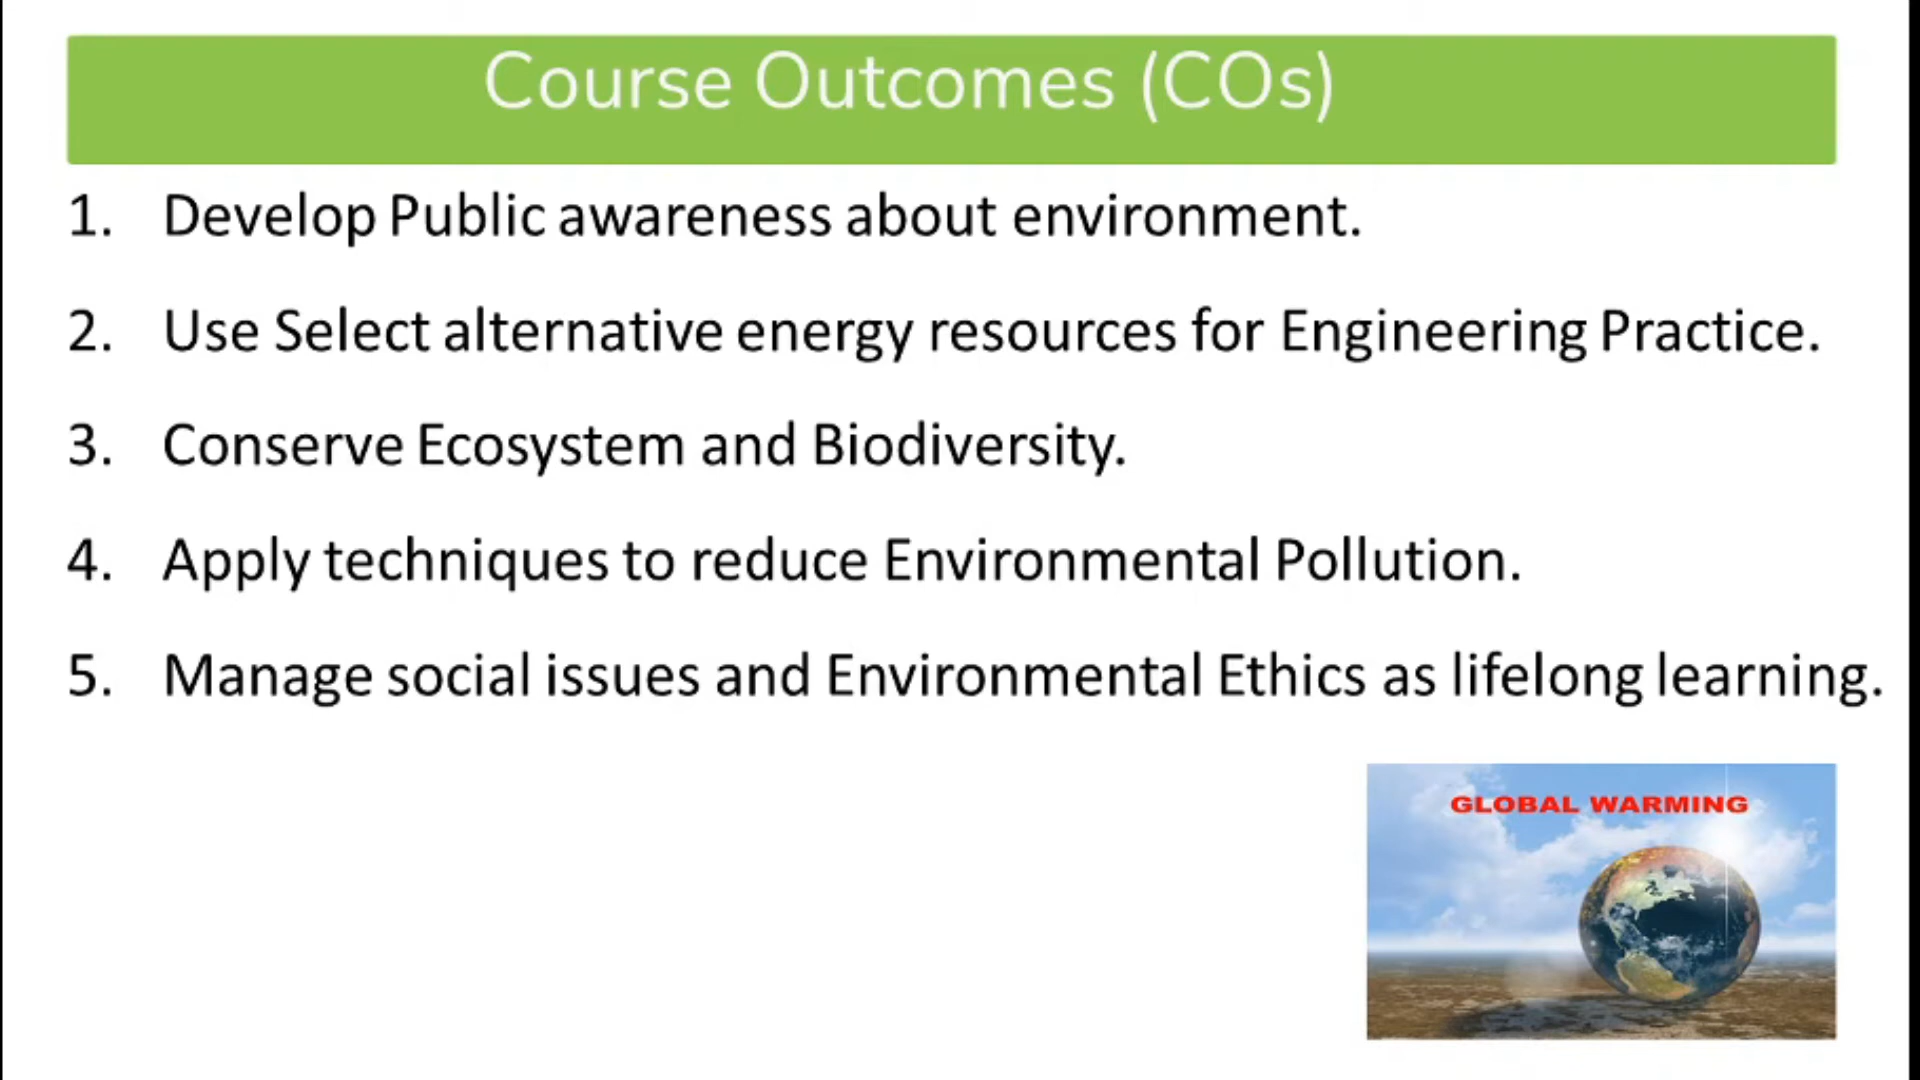 Course Outcomes (COs)
1. Develop Public awareness about environment.
2. Use Select alternative energy resources for Engineering Practice.
3. Conserve Ecosystem and Biodiversity.
4. Apply techniques to reduce Environmental Pollution.
5. Manage social issues and Environmental Ethics as lifelong learning.
GLOBAL WARMING